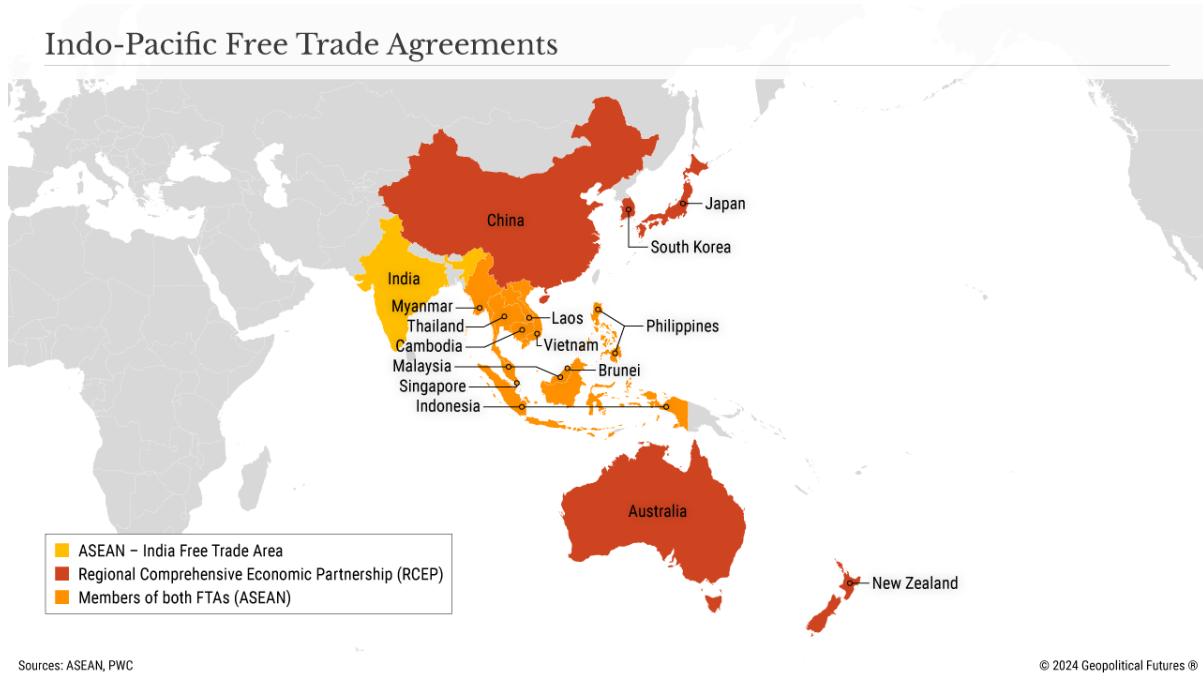 Indo-Pacific Free Trade Agreements
China
Japan
South Korea
India
Myanmar
Laos
Thailand
Philippines
Cambodia
Vietnam
Malaysia
Brunei
Singapore
Indonesia
Australia
New Zealand
ASEAN – India Free Trade Area
Regional Comprehensive Economic Partnership (RCEP)
Members of both FTAs (ASEAN)
Sources: ASEAN, PWC
© 2024 Geopolitical Futures ®